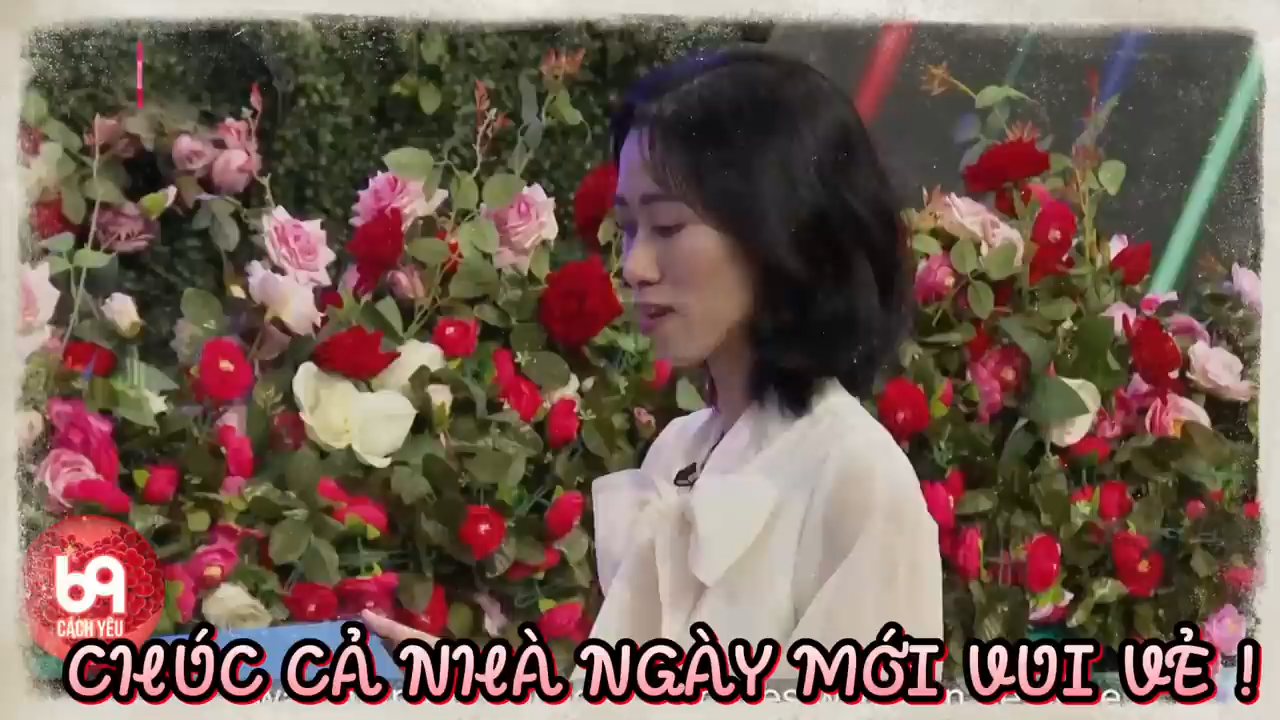 69
CÁCH YÊU
CHÚC CẢ NHÀ NGÀY MỚI VUI VẺ !